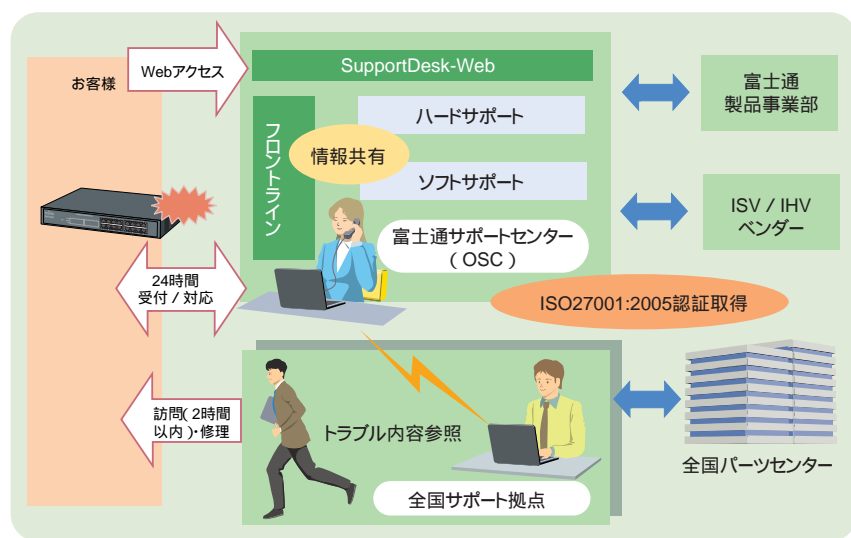 お客様
Webアクセス
SupportDesk-Web
フロントライン
ハードサポート
情報共有
ソフトサポート
富士通サポートセンター
（OSC）
富士通
製品事業部
ISV / IHV
ベンダー
24時間
受付 / 対応
ISO27001:2005認証取得
訪問（2時間
以内）・修理
トラブル内容参照
全国サポート拠点
全国パーツセンター